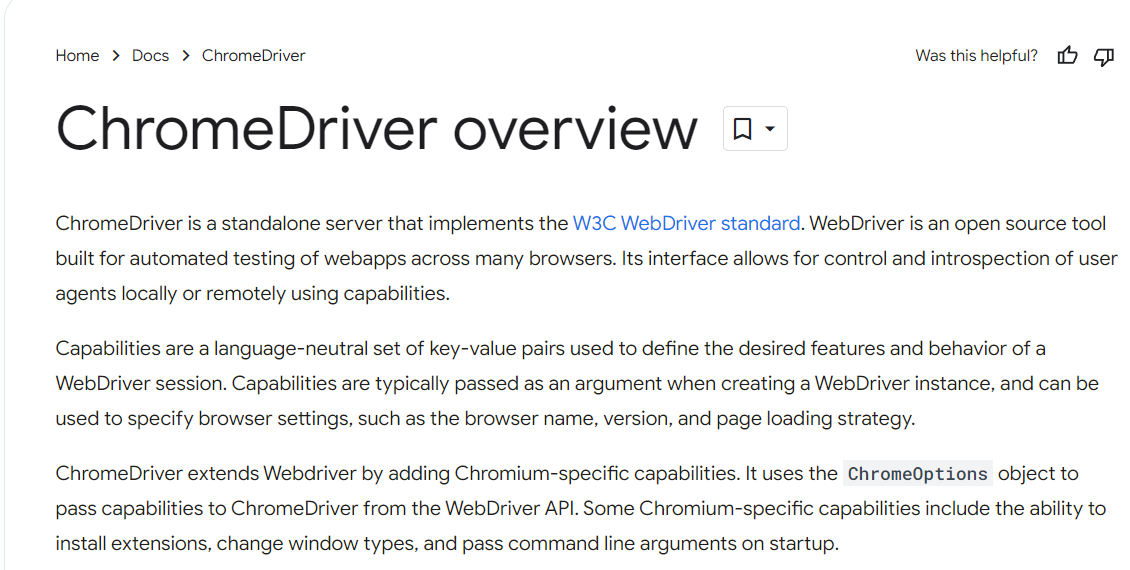 Home > Docs > ChromeDriver
Was this helpful?
ChromeDriver overview
ChromeDriver is a standalone server that implements the W3C WebDriver standard. WebDriver is an open source tool
built for automated testing of webapps across many browsers. Its interface allows for control and introspection of user
agents locally or remotely using capabilities.
Capabilities are a language-neutral set of key-value pairs used to define the desired features and behavior of a
WebDriver session. Capabilities are typically passed as an argument when creating a WebDriver instance, and can be
used to specify browser settings, such as the browser name, version, and page loading strategy.
ChromeDriver extends Webdriver by adding Chromium-specific capabilities. It uses the ChromeOptions object to
pass capabilities to ChromeDriver from the WebDriver API. Some Chromium-specific capabilities include the ability to
install extensions, change window types, and pass command line arguments on startup.